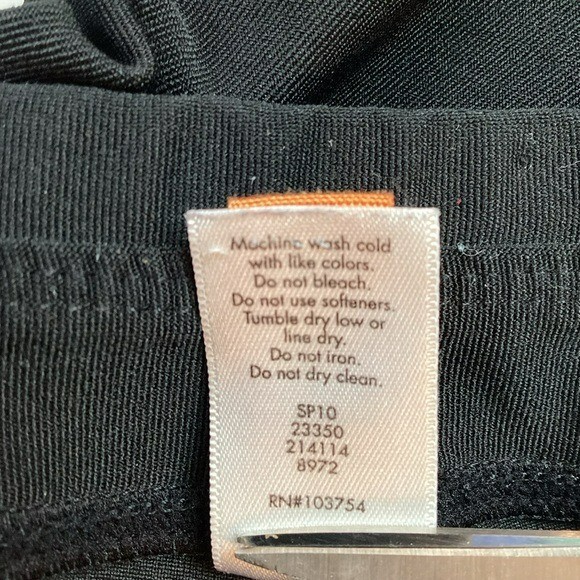 Machine wash cold
with like colors.
Do not bleach.
Do not use softeners.
Tumble dry low or
line dry.
Do not iron.
Do not dry clean.
SP10
23350
214114
8972
RN#103754